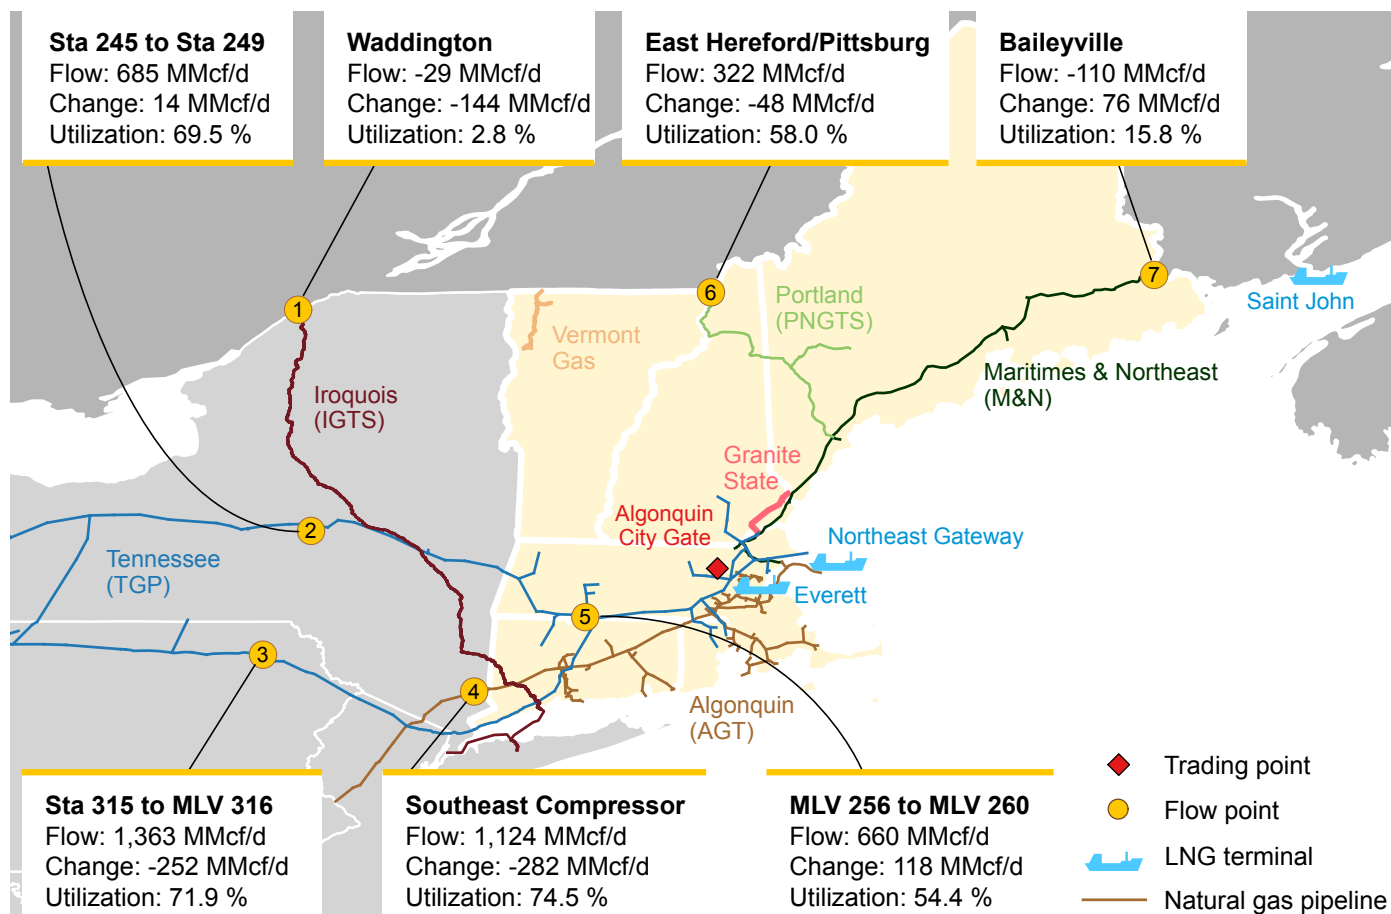 Sta 245 to Sta 249
Flow: 685 MMcf/d
Change: 14 MMcf/d
Utilization: 69.5 %
Waddington
Flow: -29 MMcf/d
Change: -144 MMcf/d
Utilization: 2.8 %
East Hereford/Pittsburg
Flow: 322 MMcf/d
Change: -48 MMcf/d
Utilization: 58.0 %
Baileyville
Flow: -110 MMcf/d
Change: 76 MMcf/d
Utilization: 15.8 %
1
6
7
Saint John
Portland
(PNGTS)
Vermont
Gas
Maritimes & Northeast
(M&N)
Iroquois
(IGTS)
Granite
State
Algonquin
City Gate
2
Northeast Gateway
Tennessee
(TGP)
Everett
5
3
4
Algonquin
(AGT)
Sta 315 to MLV 316
Flow: 1,363 MMcf/d
Change: -252 MMcf/d
Utilization: 71.9 %
Southeast Compressor
Flow: 1,124 MMcf/d
Change: -282 MMcf/d
Utilization: 74.5 %
MLV 256 to MLV 260
Flow: 660 MMcf/d
Change: 118 MMcf/d
Utilization: 54.4 %
Trading point
Flow point
LNG terminal
Natural gas pipeline